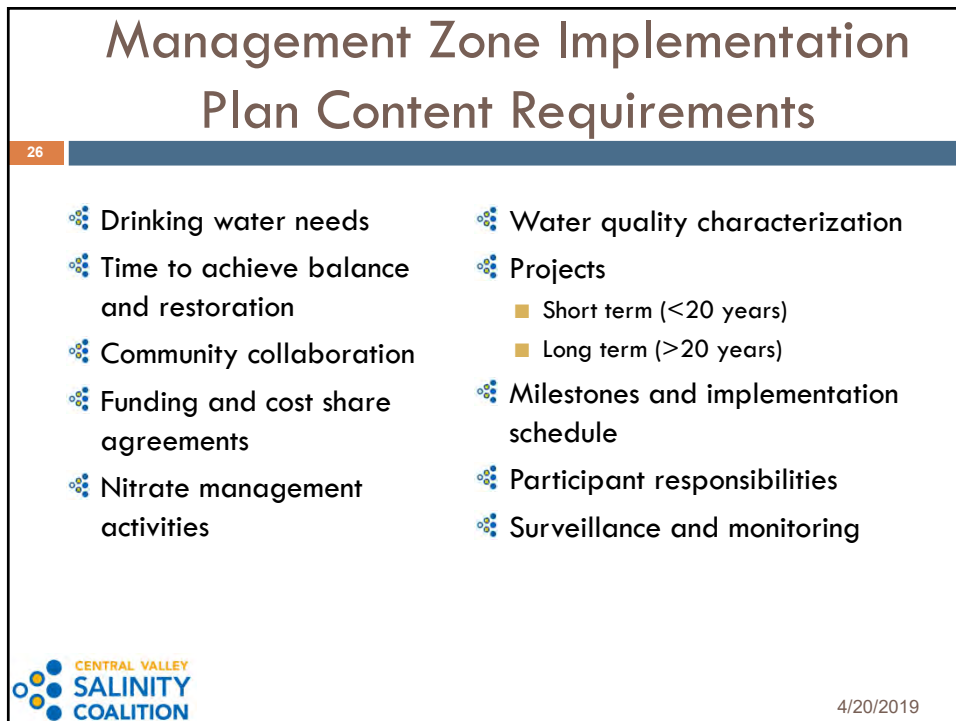 Management Zone Implementation
Plan Content Requirements
26
Drinking water needs
Time to achieve balance
and restoration
Community collaboration
Funding and cost share
agreements
Nitrate management
activities
Water quality characterization
Projects
Short term (<20 years)
Long term (>20 years)
Milestones and implementation
schedule
Participant responsibilities
Surveillance and monitoring
CENTRAL VALLEY
SALINITY
COALITION
4/20/2019